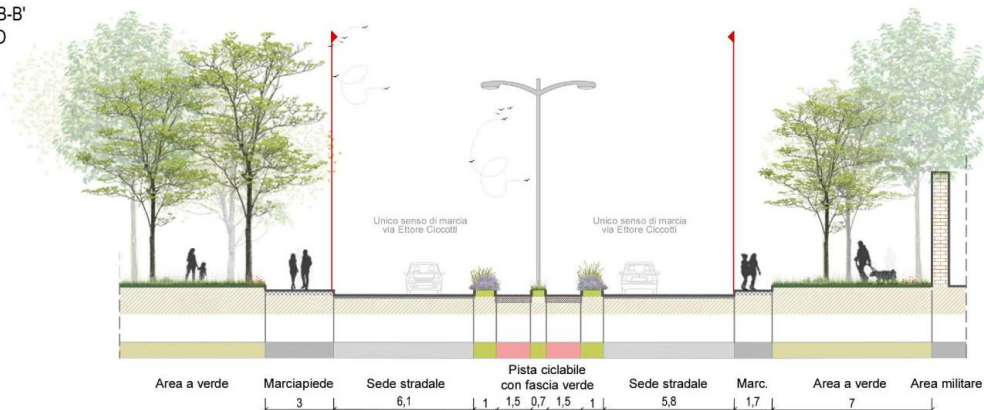 B-B'
Unico senso di marcia
via Ettore Ciccotti
Unico senso di marcia
via Ettore Ciccotti
Area a verde
Marciapiede
Sede stradale
Pista ciclabile
con fascia verde
Sede stradale
Marc.
Area a verde
Area militare
3 6,1 1 1,5 0,7 1,5 1 5,8 1,7 7